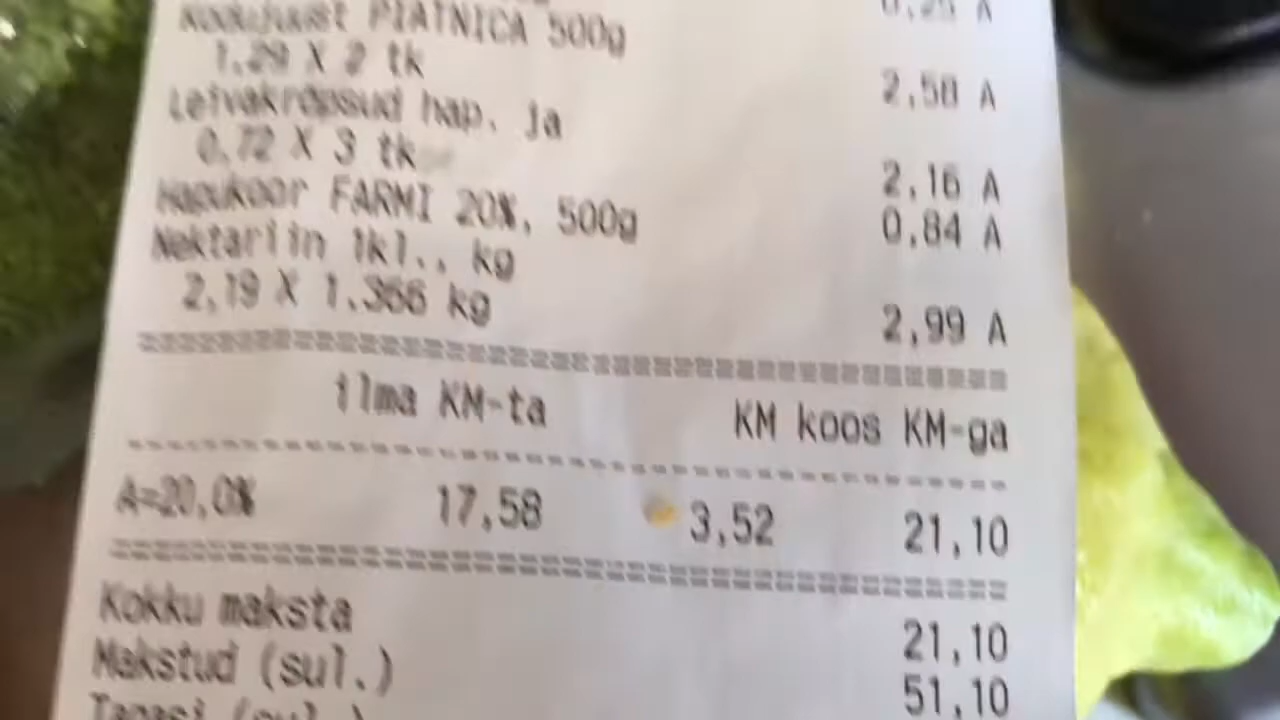 Kodujuust PIATNICA 500g
1.29 X 2 tk 2,58 A
Leivakrõpsud hap. ja
0,72 X 3 tk 2,16 A
Hapukoor FARMI 20%, 500g 0,84 A
Nektariin 1kl., kg
2,19 X 1.366 kg 2,99 A
ilma KM-ta KM koos KM-ga
A=20,0% 17,58 3,52 21,10
Kokku maksta 21,10
Makstud (sul.) 51,10
Tagasi (sul.)